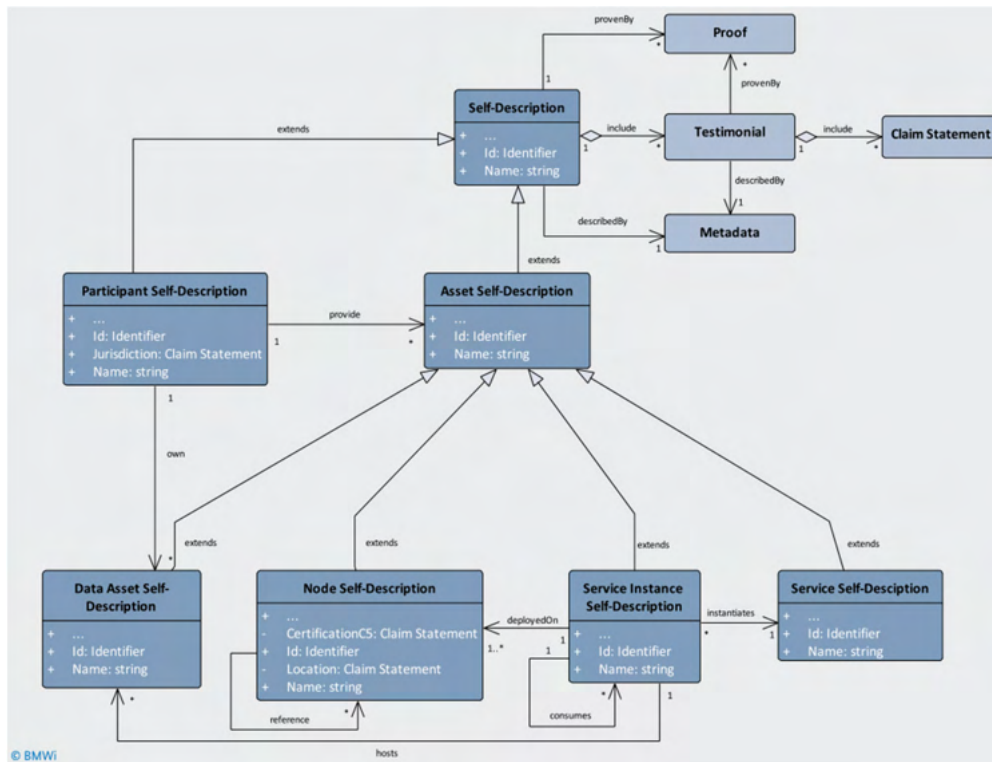 provenBy
Proof
1
*
*
provenBy
Self-Description
+ ...
+ Id: Identifier
+ Name: string
extends
include
1
*
Testimonial
include
1
*
Claim Statement
describedBy
1
describedBy
1
Metadata
extends
Participant Self-Description
+ ...
+ Id: Identifier
+ Jurisdiction: Claim Statement
+ Name: string
provide
1
*
Asset Self-Description
+ ...
+ Id: Identifier
+ Name: string
1
own
*
extends
extends
extends
extends
Data Asset Self-
Description
+ ...
+ Id: Identifier
+ Name: string
Node Self-Description
+ ...
- CertificationC5: Claim Statement
+ Id: Identifier
- Location: Claim Statement
+ Name: string
deployedOn
1..*
1
Service Instance
Self-Description
+ ...
+ Id: Identifier
+ Name: string
instantiates
*
1
Service Self-Desciption
+ ...
+ Id: Identifier
+ Name: string
1
*
consumes
*
reference
*
1
hosts
© BMWi